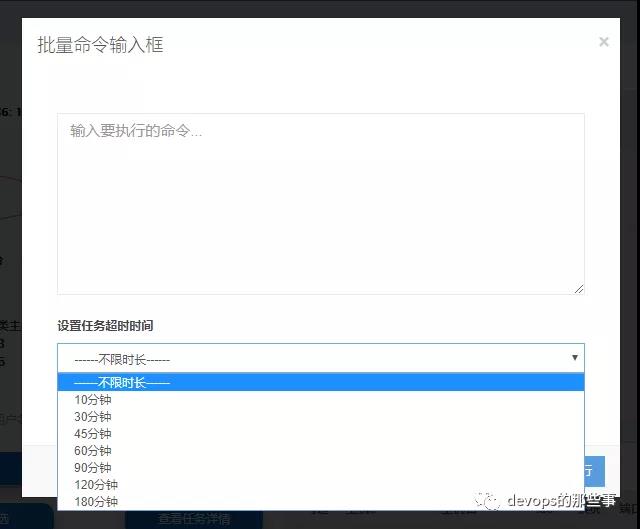 批量命令输入框
×
输入要执行的命令...
设置任务超时时间
------不限时长------
------不限时长------
10分钟
30分钟
45分钟
60分钟
90分钟
120分钟
180分钟
行
devops的那些事
查看任务详情